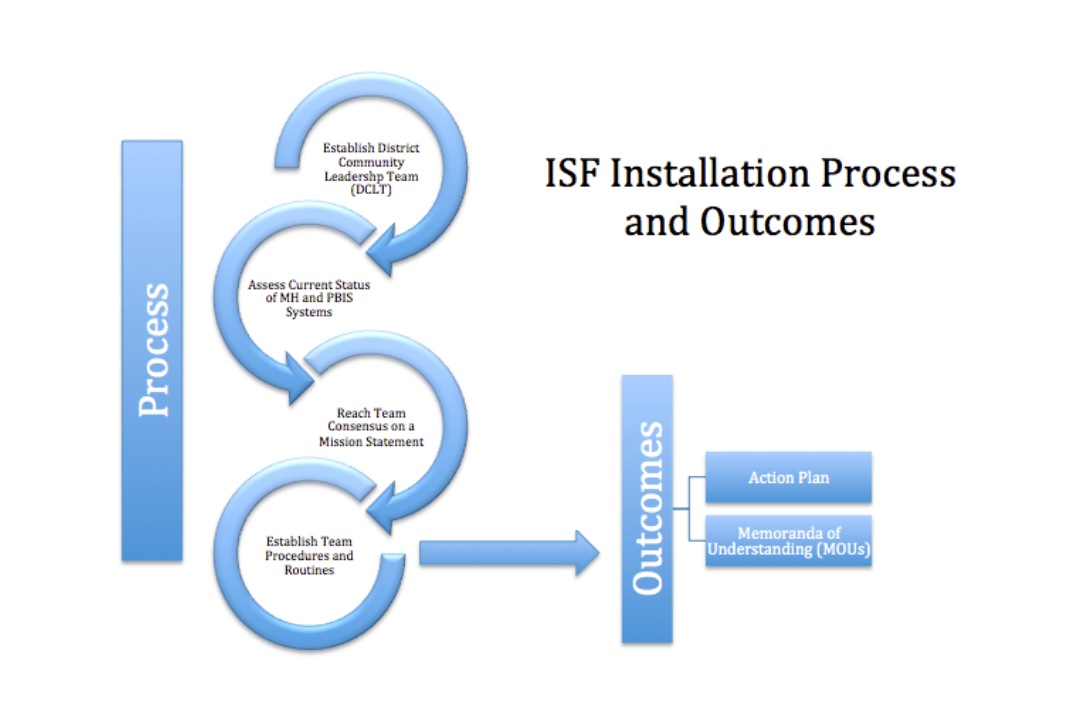 ISF Installation Process
and Outcomes
Process
Establish District
Community
Leadershp Team
(DCLT)
Assess Current Status
of MH and PBIS
Systems
Reach Team
Consensus on a
Mission Statement
Establish Team
Procedures and
Routines
Outcomes
Action Plan
Memoranda of
Understanding (MOUs)